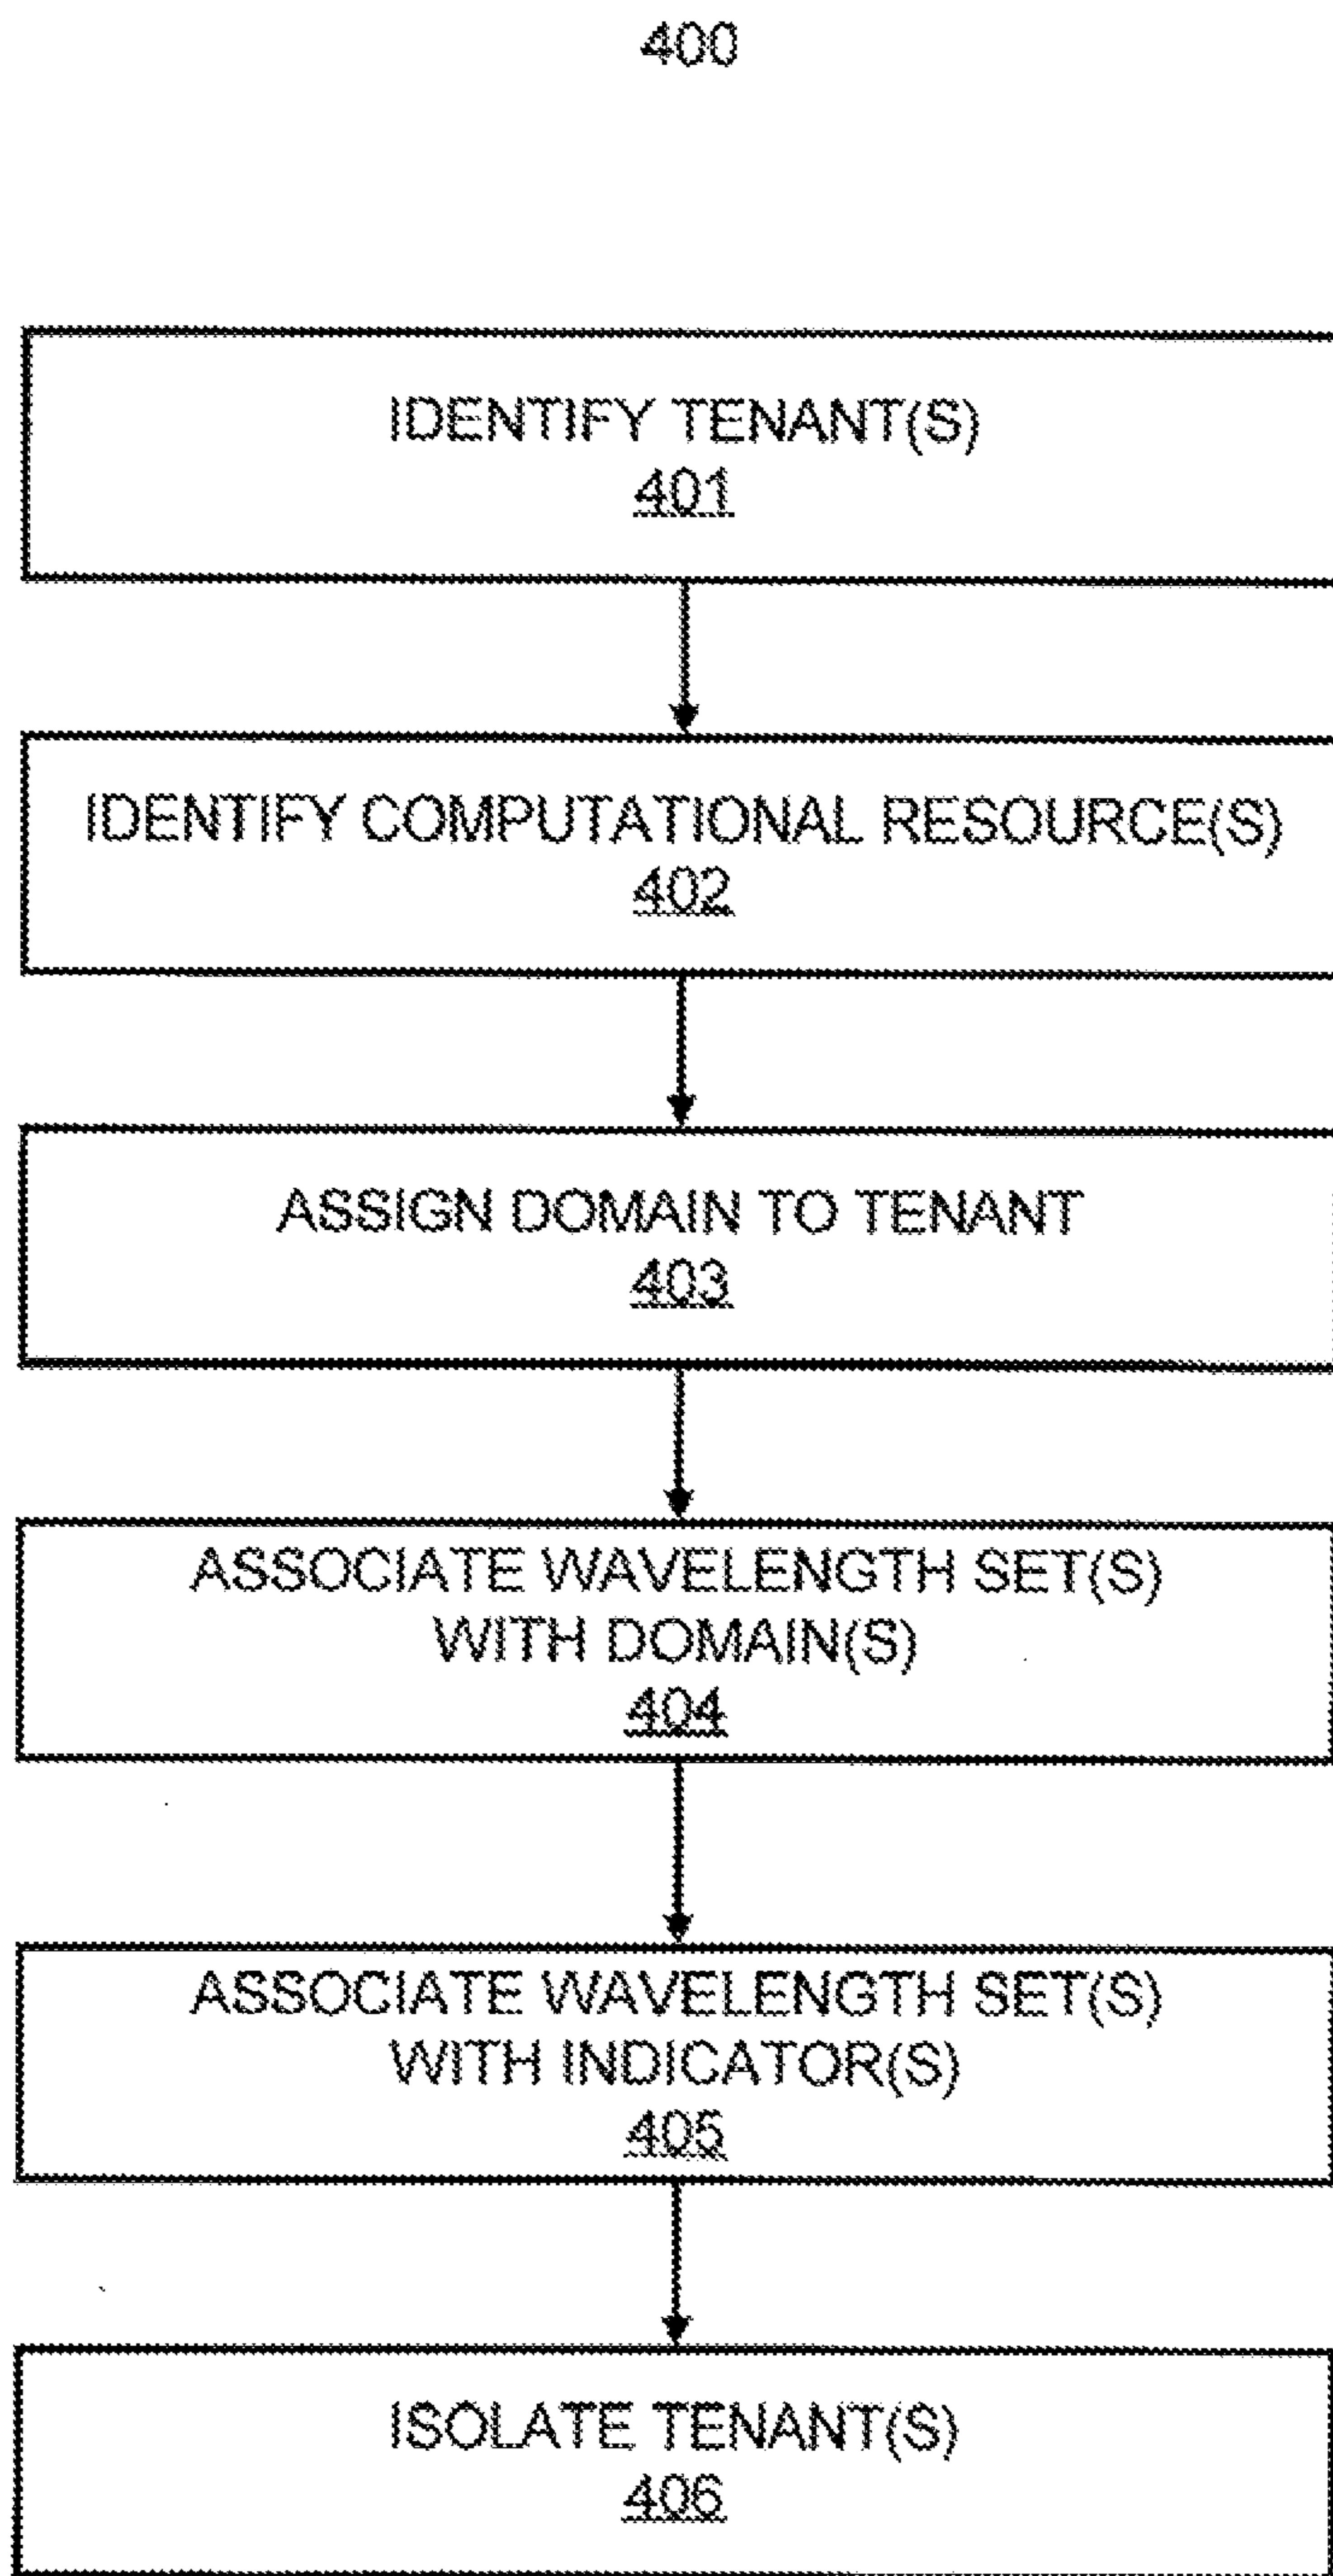 400
IDENTIFY TENANT(S)
401
IDENTIFY COMPUTATIONAL RESOURCE(S)
402
ASSIGN DOMAIN TO TENANT
403
ASSOCIATE WAVELENGTH SET(S)
WITH DOMAIN(S)
404
ASSOCIATE WAVELENGTH SET(S)
WITH INDICATOR(S)
405
ISOLATE TENANT(S)
406